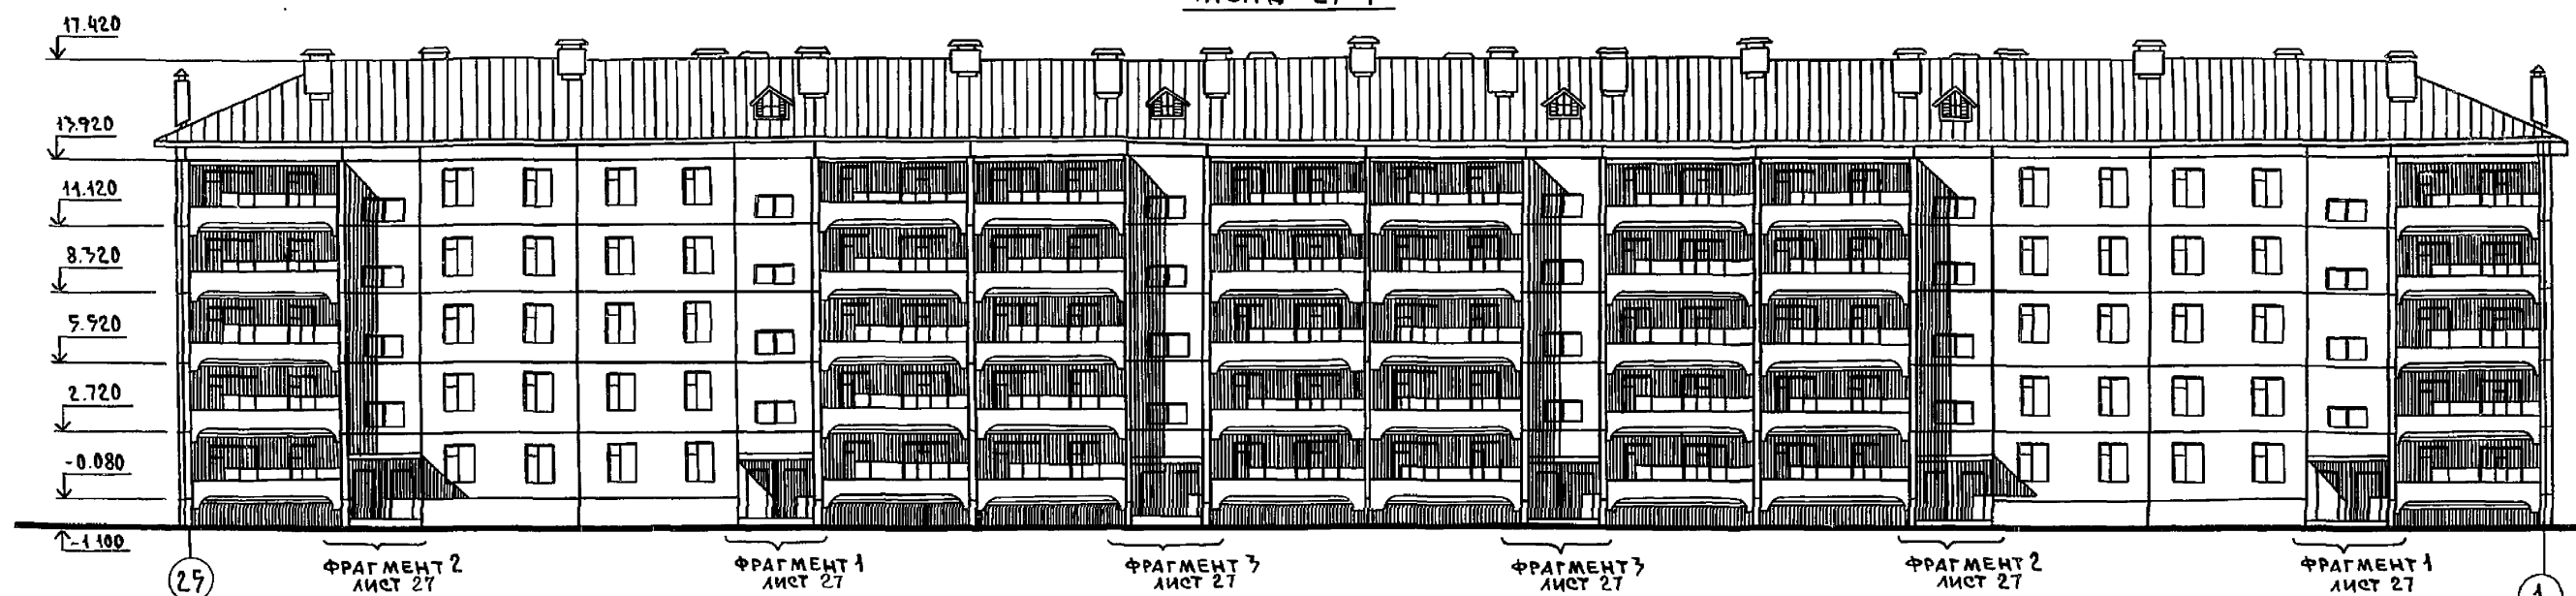 17.420
13.920
11.120
8.320
5.520
2.720
-0.080
-1.100
25
ФРАГМЕНТ 2
ЛИСТ 27
ФРАГМЕНТ 1
ЛИСТ 27
ФРАГМЕНТ 3
ЛИСТ 27
ФРАГМЕНТ 3
ЛИСТ 27
ФРАГМЕНТ 2
ЛИСТ 27
ФРАГМЕНТ 1
ЛИСТ 27
1